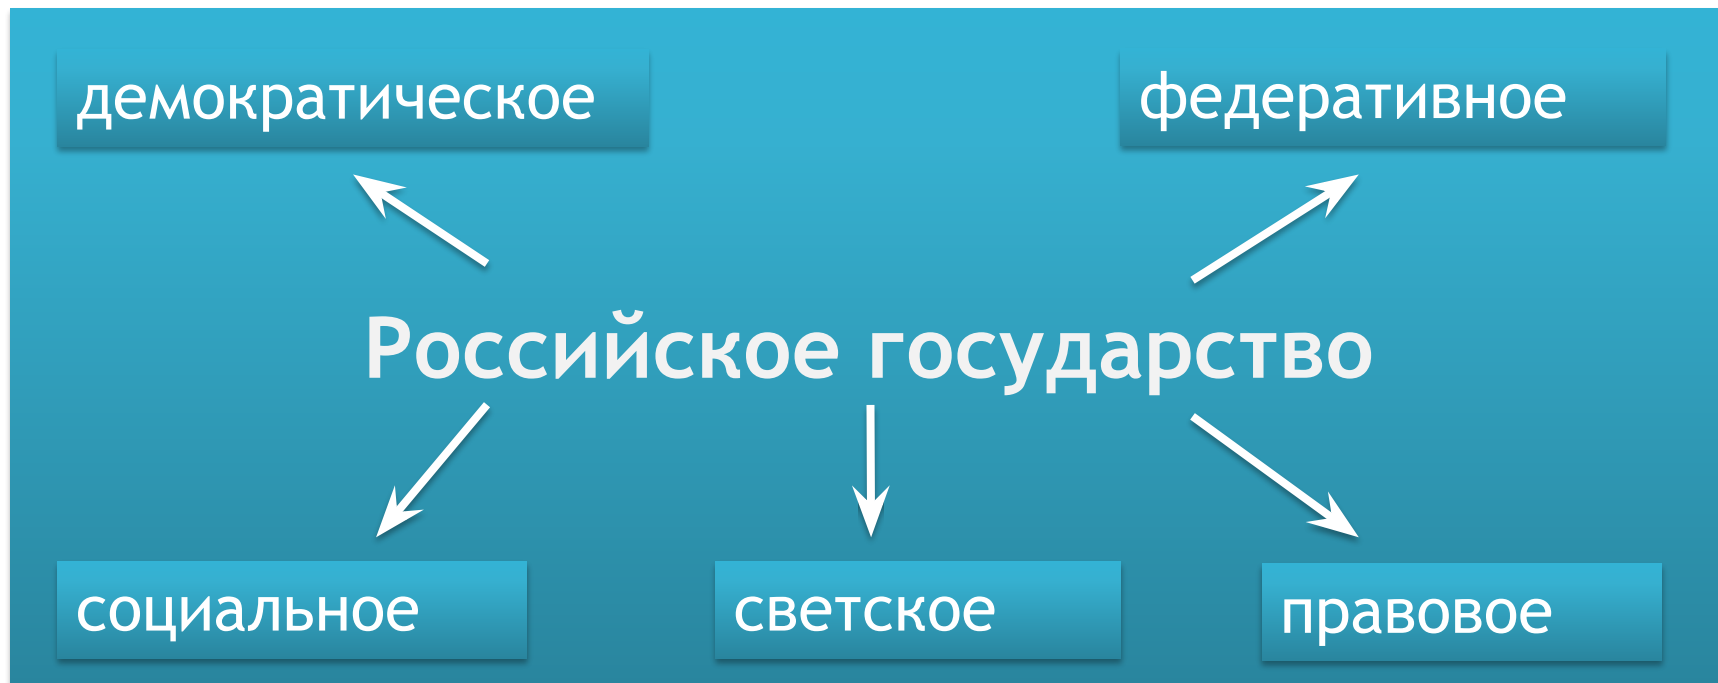 демократическое
федеративное
Российское государство
социальное
светское
правовое